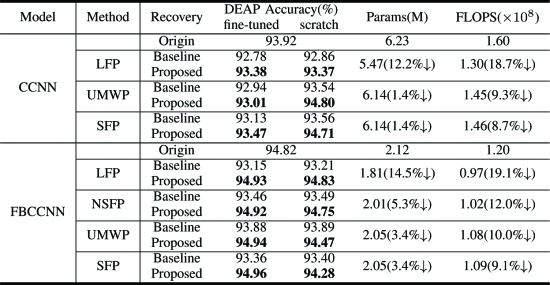 Model Method Recovery DEAP Accuracy(%) Params(M) FLOPS(×10⁸)
fine-tuned scratch
CCNN Origin 93.92 6.23 1.60
LFP Baseline 92.78 92.86 5.47(12.2%↓) 1.30(18.7%↓)
Proposed 93.38 93.37
UMWP Baseline 92.94 93.54 6.14(1.4%↓) 1.45(9.3%↓)
Proposed 93.01 94.80
SFP Baseline 93.13 93.56 6.14(1.4%↓) 1.46(8.7%↓)
Proposed 93.47 94.71
FBCCNN Origin 94.82 2.12 1.20
LFP Baseline 93.15 93.21 1.81(14.5%↓) 0.97(19.1%↓)
Proposed 94.93 94.83
NSFP Baseline 93.46 93.49 2.01(5.3%↓) 1.02(12.0%↓)
Proposed 94.92 94.75
UMWP Baseline 93.88 93.89 2.05(3.4%↓) 1.08(10.0%↓)
Proposed 94.94 94.47
SFP Baseline 93.36 93.40 2.05(3.4%↓) 1.09(9.1%↓)
Proposed 94.96 94.28